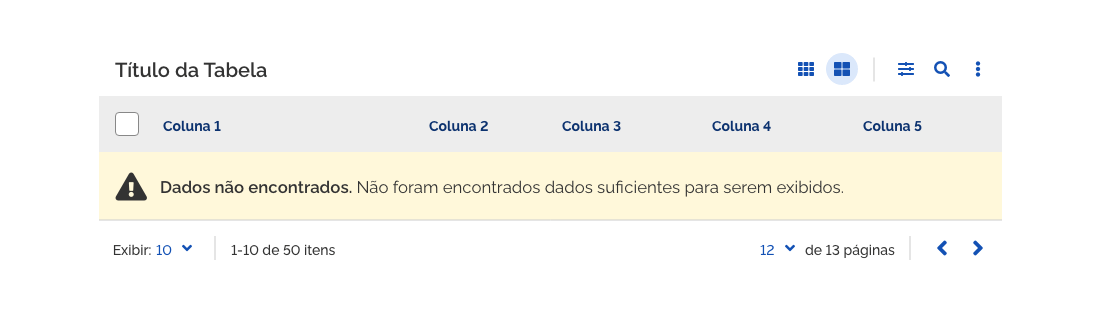 Título da Tabela
Coluna 1 Coluna 2 Coluna 3 Coluna 4 Coluna 5
Dados não encontrados. Não foram encontrados dados suficientes para serem exibidos.
Exibir: 10 1-10 de 50 itens 12 de 13 páginas